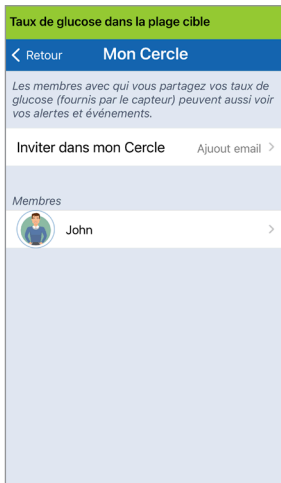 Taux de glucose dans la plage cible
Retour
Mon Cercle
Les membres avec qui vous partagez vos taux de
glucose (fournis par le capteur) peuvent aussi voir
vos alertes et événements.
Inviter dans mon Cercle
Ajuout email
Membres
John